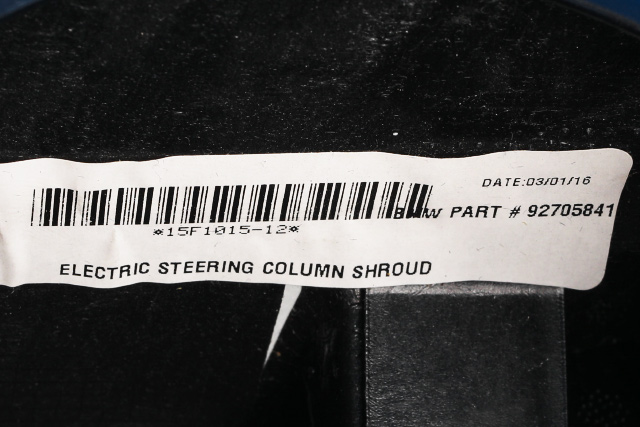 DATE:03/01/16
PART # 92705841
*15F1015-12*
ELECTRIC STEERING COLUMN SHROUD